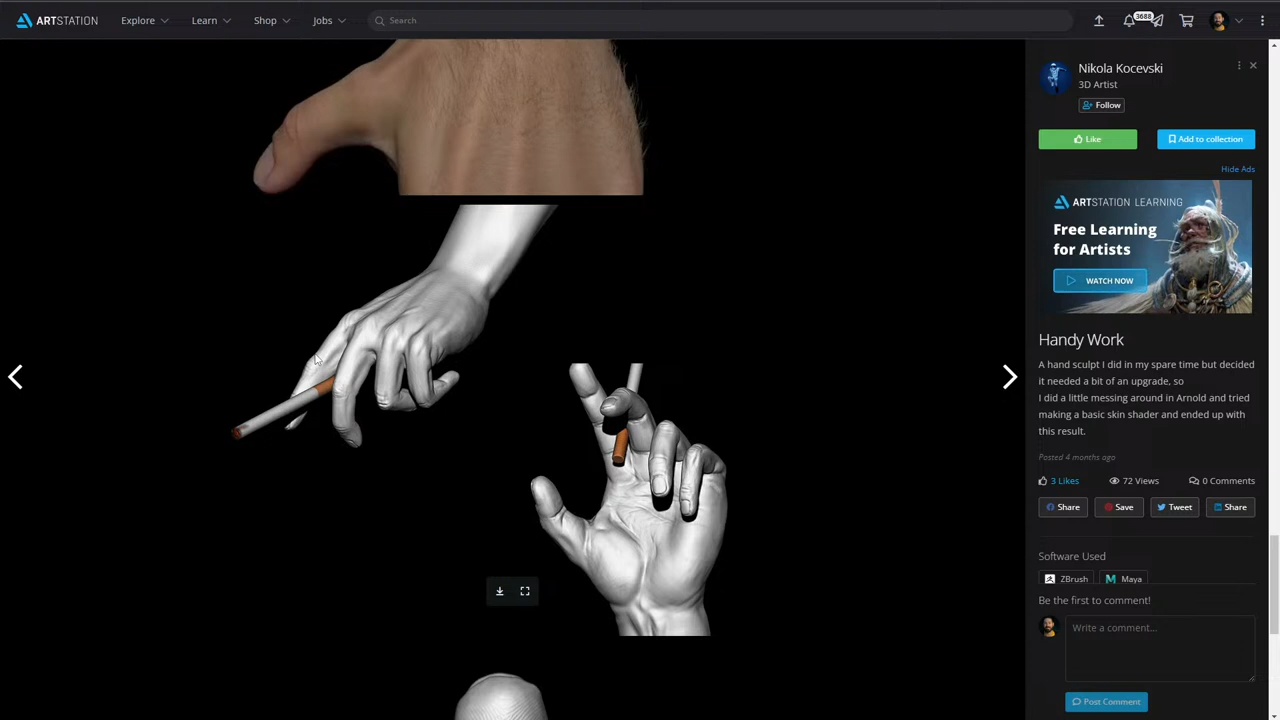 ARTSTATION Explore Learn Shop Jobs Search 3688
Nikola Kocevski
3D Artist
Follow
Like Add to collection
Hide Ads
ARTSTATION LEARNING
Free Learning
for Artists
WATCH NOW
Handy Work
A hand sculpt I did in my spare time but decided
it needed a bit of an upgrade, so
I did a little messing around in Arnold and tried
making a basic skin shader and ended up with
this result.
Posted 4 months ago
3 Likes 72 Views 0 Comments
Share Save Tweet Share
Software Used
ZBrush Maya
Be the first to comment!
Write a comment...
Post Comment